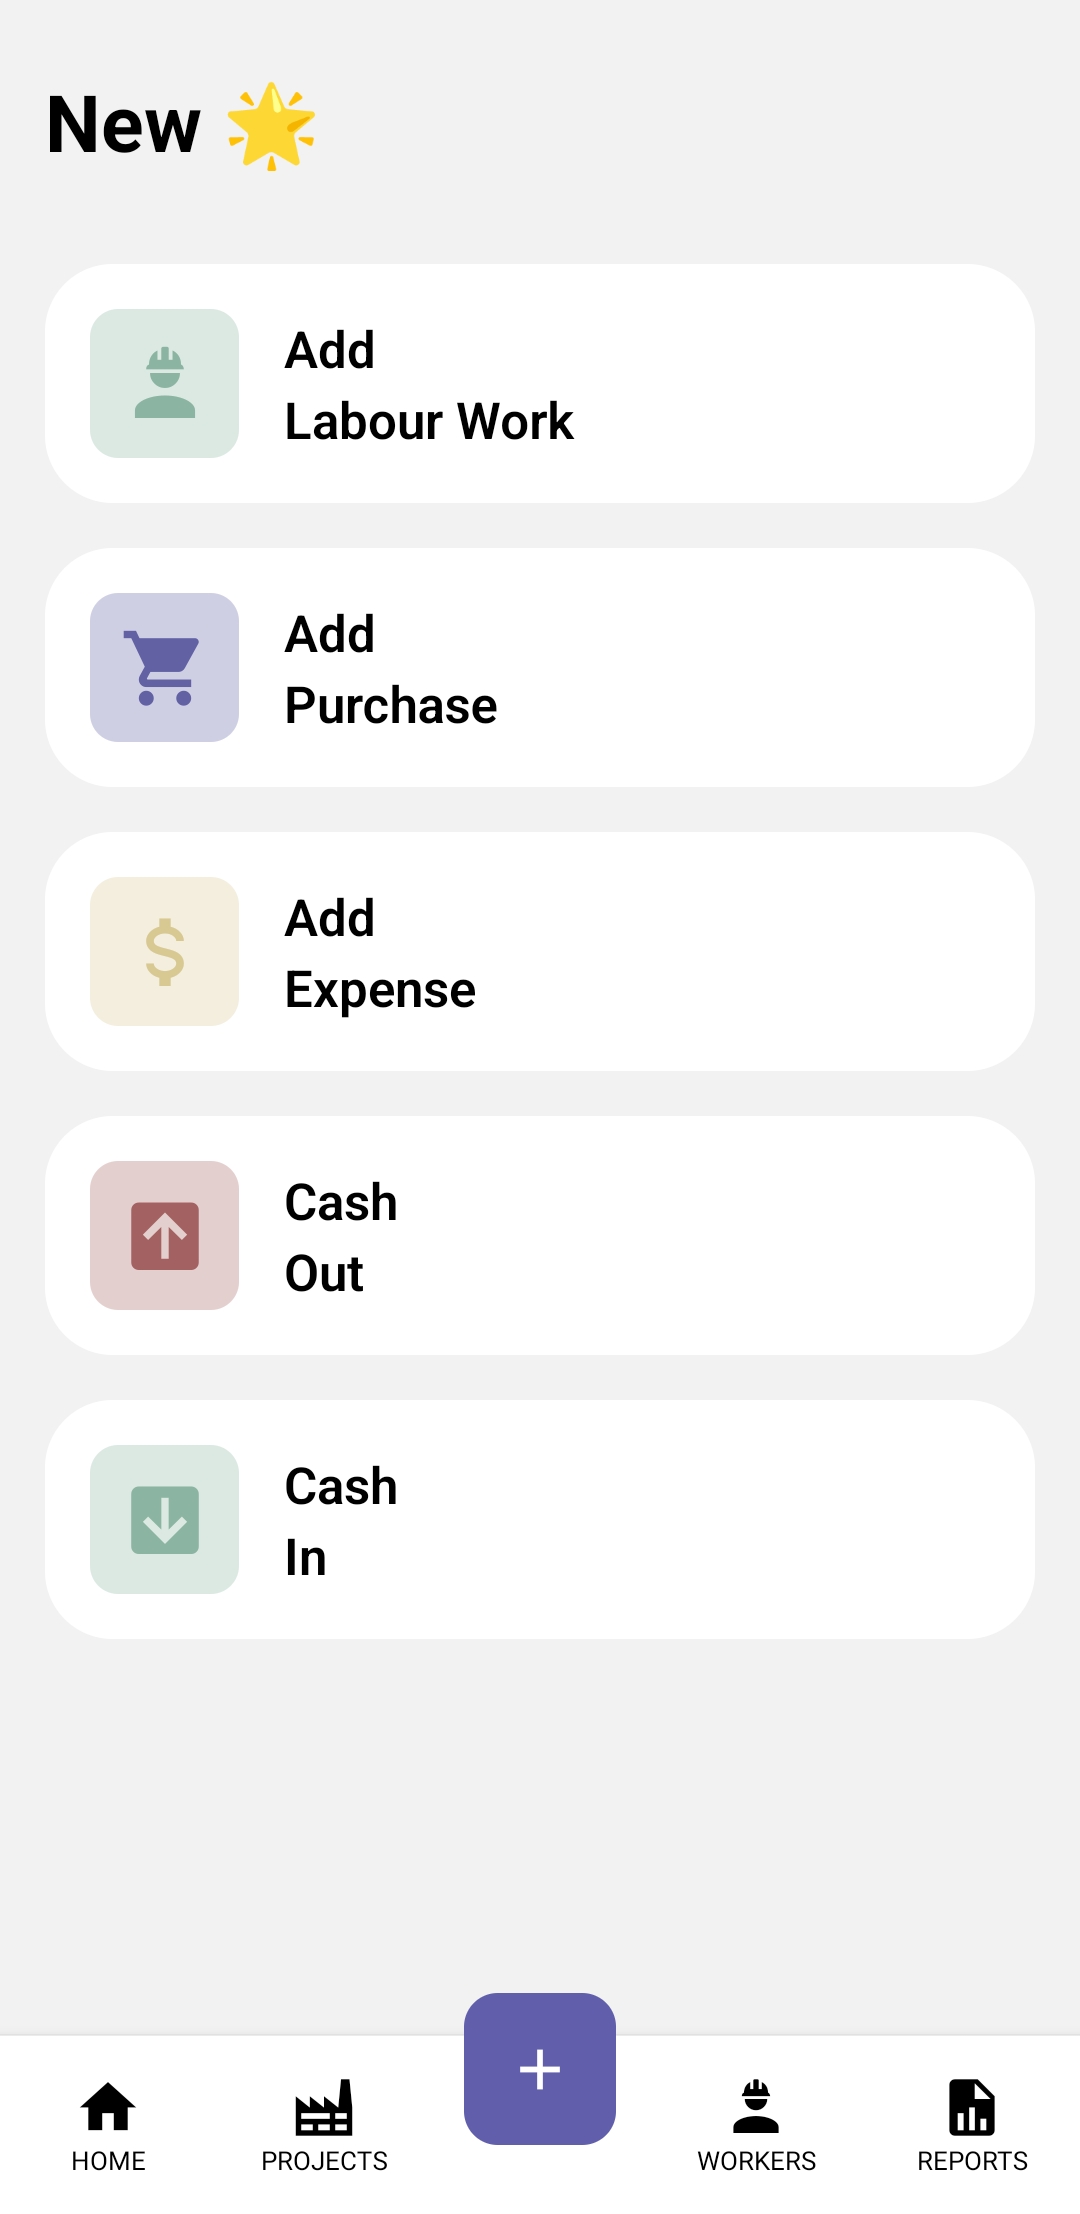 New 🌟
Add
Labour Work
Add
Purchase
Add
Expense
Cash
Out
Cash
In
HOME
PROJECTS
WORKERS
REPORTS